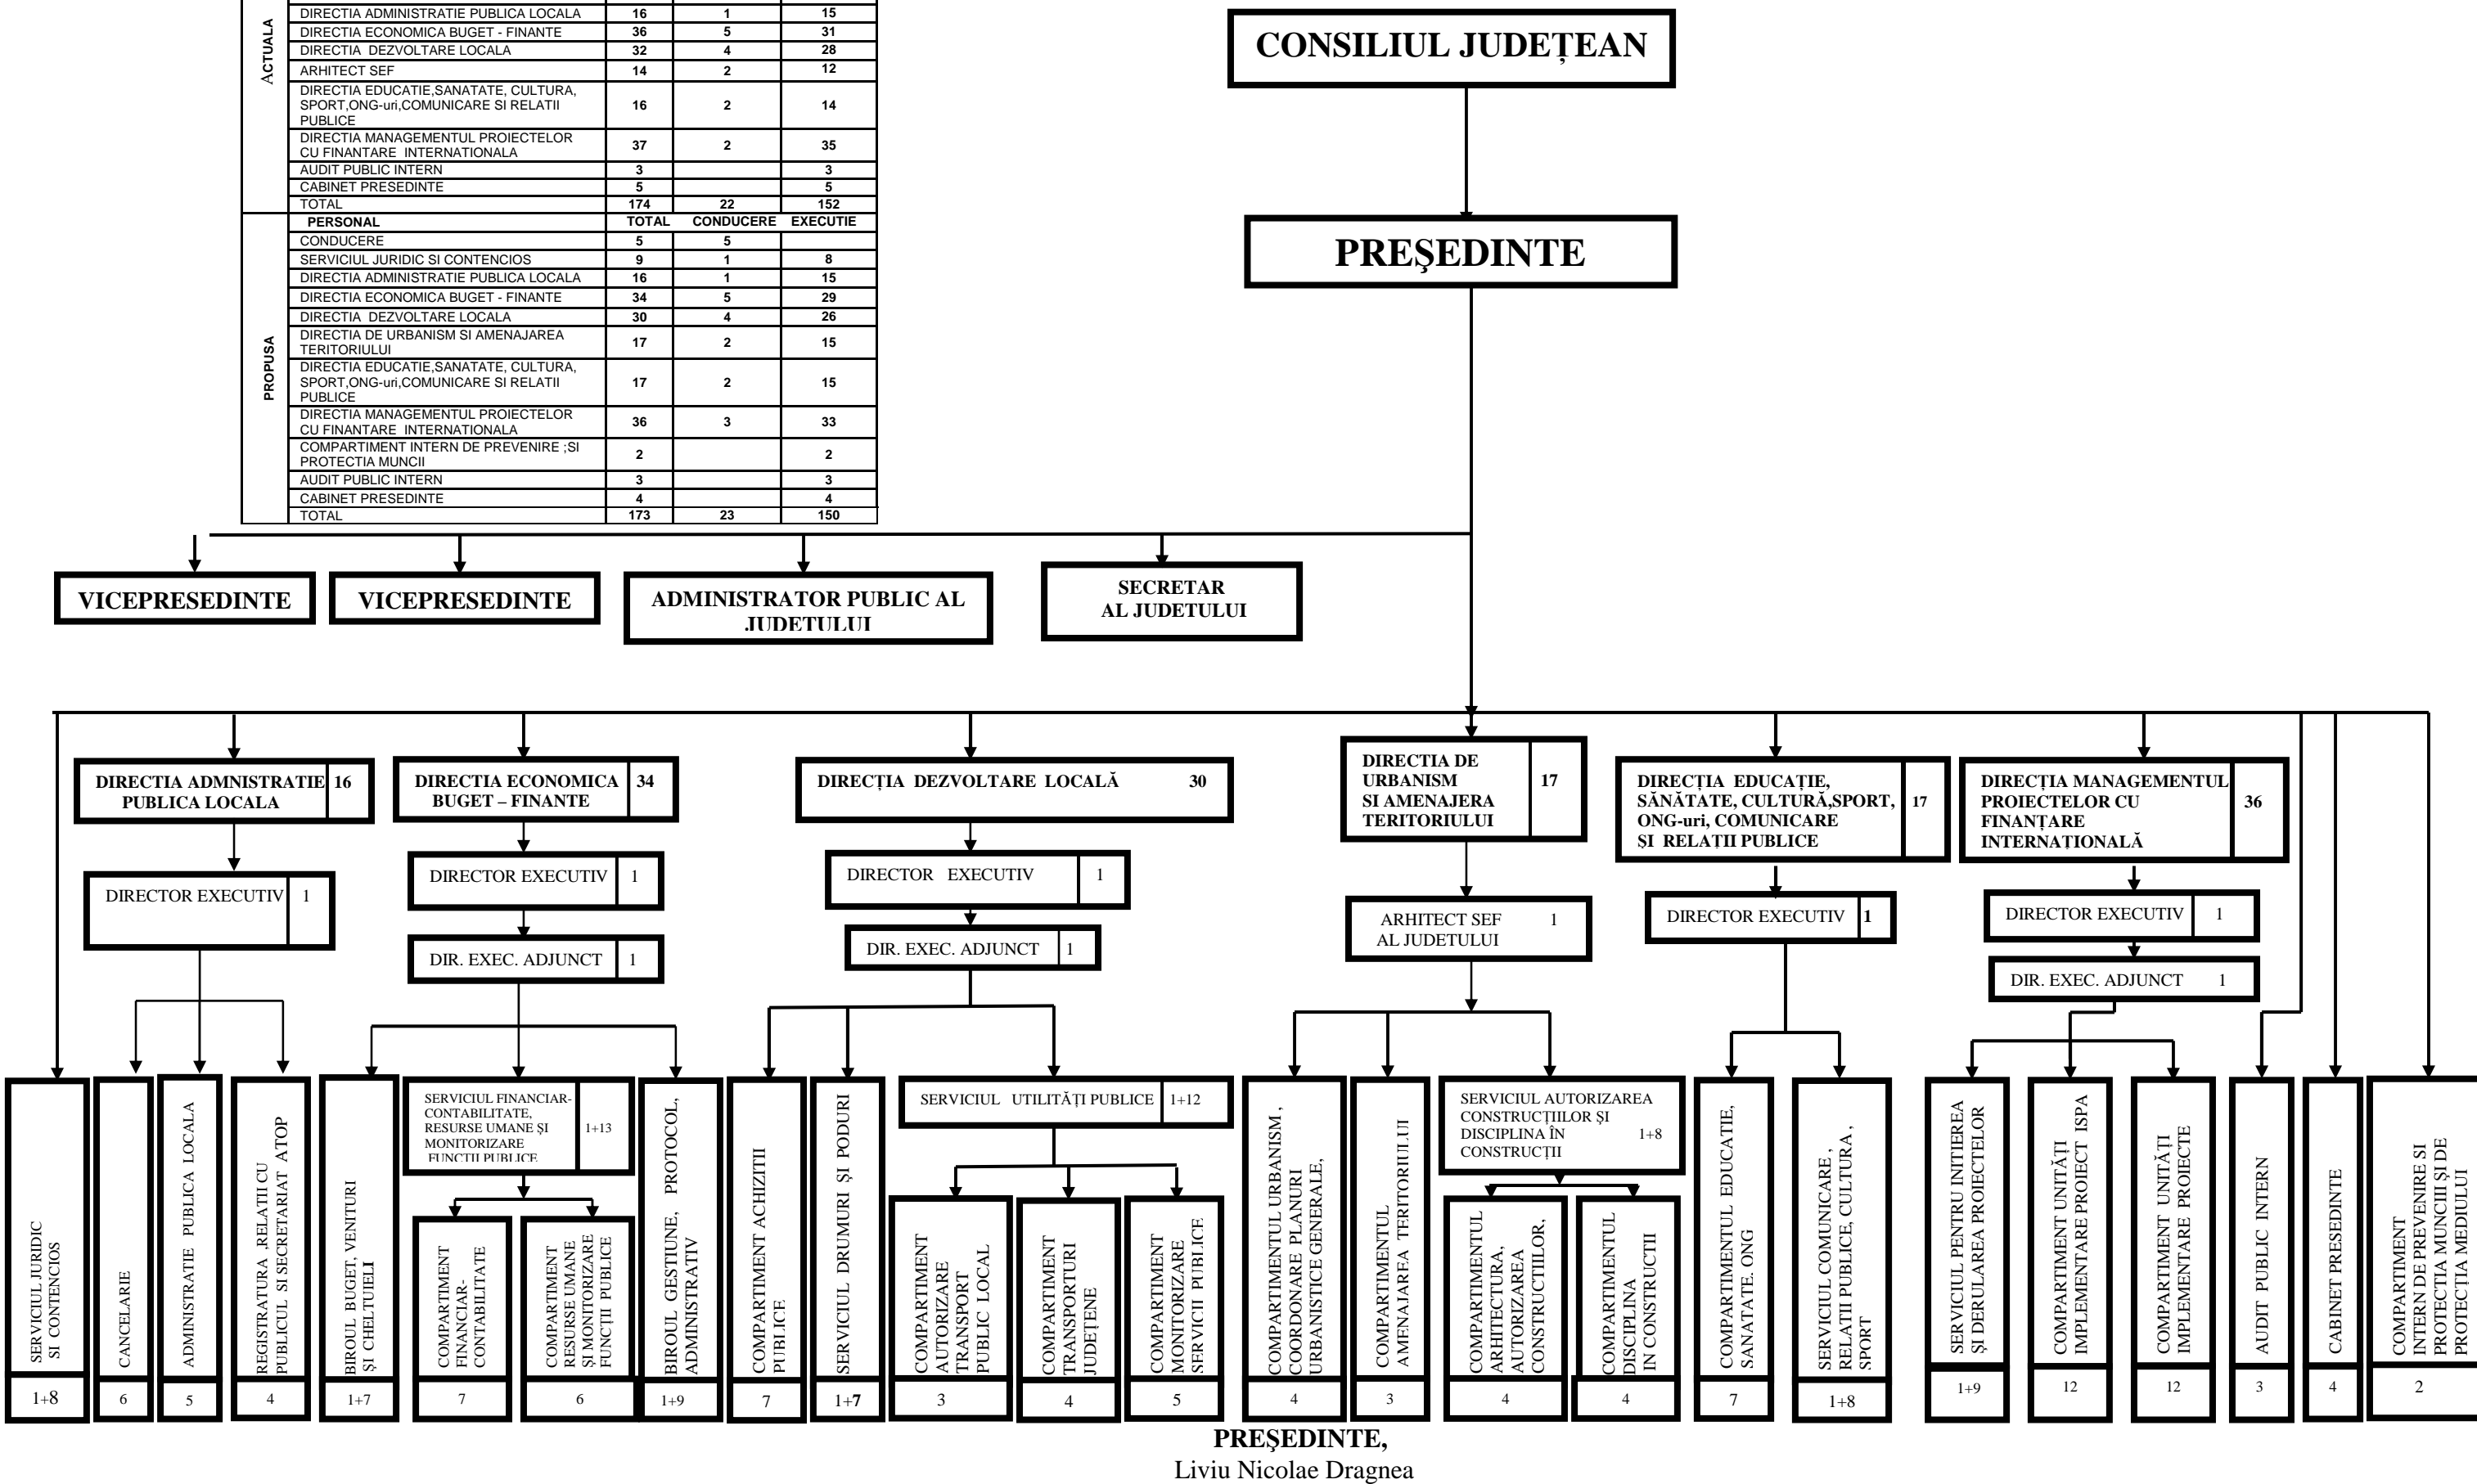 ACTUALA
DIRECTIA ADMINISTRATIE PUBLICA LOCALA 16 1 15
DIRECTIA ECONOMICA BUGET - FINANTE 36 5 31
DIRECTIA DEZVOLTARE LOCALA 32 4 28
ARHITECT SEF 14 2 12
DIRECTIA EDUCATIE,SANATATE, CULTURA,
SPORT,ONG-uri,COMUNICARE SI RELATII 16 2 14
PUBLICE
DIRECTIA MANAGEMENTUL PROIECTELOR
CU FINANTARE INTERNATIONALA 37 2 35
AUDIT PUBLIC INTERN 3 3
CABINET PRESEDINTE 5 5
TOTAL 174 22 152
PROPUSA
PERSONAL TOTAL CONDUCERE EXECUTIE
CONDUCERE 5 5
SERVICIUL JURIDIC SI CONTENCIOS 9 1 8
DIRECTIA ADMINISTRATIE PUBLICA LOCALA 16 1 15
DIRECTIA ECONOMICA BUGET - FINANTE 34 5 29
DIRECTIA DEZVOLTARE LOCALA 30 4 26
DIRECTIA DE URBANISM SI AMENAJAREA
TERITORIULUI 17 2 15
DIRECTIA EDUCATIE,SANATATE, CULTURA,
SPORT,ONG-uri,COMUNICARE SI RELATII 17 2 15
PUBLICE
DIRECTIA MANAGEMENTUL PROIECTELOR
CU FINANTARE INTERNATIONALA 36 3 33
COMPARTIMENT INTERN DE PREVENIRE ;SI
PROTECTIA MUNCII 2 2
AUDIT PUBLIC INTERN 3 3
CABINET PRESEDINTE 4 4
TOTAL 173 23 150
CONSILIUL JUDEȚEAN
PREȘEDINTE
VICEPRESEDINTE
VICEPRESEDINTE
ADMINISTRATOR PUBLIC AL
JUDETULUI
SECRETAR
AL JUDETULUI
DIRECTIA ADMNISTRATIE 16
PUBLICA LOCALA
DIRECTIA ECONOMICA 34
BUGET – FINANTE
DIRECȚIA DEZVOLTARE LOCALĂ 30
DIRECTIA DE
URBANISM 17
SI AMENAJERA
TERITORIULUI
DIRECȚIA EDUCAȚIE,
SĂNĂTATE, CULTURĂ,SPORT, 17
ONG-uri, COMUNICARE
ȘI RELAȚII PUBLICE
DIRECȚIA MANAGEMENTUL
PROIECTELOR CU 36
FINANȚARE
INTERNAȚIONALĂ
DIRECTOR EXECUTIV 1
DIRECTOR EXECUTIV 1
DIRECTOR EXECUTIV 1
ARHITECT SEF 1
AL JUDETULUI
DIRECTOR EXECUTIV 1
DIRECTOR EXECUTIV 1
DIR. EXEC. ADJUNCT 1
DIR. EXEC. ADJUNCT 1
DIR. EXEC. ADJUNCT 1
SERVICIUL JURIDIC
SI CONTENCIOS
1+8
CANCELARIE
6
ADMINISTRATIE PUBLICA LOCALA
5
REGISTRATURA ,RELATII CU
PUBLICUL SI SECRETARIAT ATOP
4
BIROUL BUGET, VENITURI
ȘI CHELTUIELI
1+7
SERVICIUL FINANCIAR-
CONTABILITATE,
RESURSE UMANE ȘI 1+13
MONITORIZARE
FUNCTII PUBLICE
COMPARTIMENT
FINANCIAR-
CONTABILITATE
7
COMPARTIMENT
RESURSE UMANE
ȘI MONITORIZARE
FUNCȚII PUBLICE
6
BIROUL GESTIUNE, PROTOCOL,
ADMINISTRATIV
1+9
COMPARTIMENT ACHIZITII
PUBLICE
7
SERVICIUL DRUMURI ȘI PODURI
1+7
SERVICIUL UTILITĂȚI PUBLICE 1+12
COMPARTIMENT
AUTORIZARE
TRANSPORT
PUBLIC LOCAL
3
COMPARTIMENT
TRANSPORTURI
JUDEȚENE
4
COMPARTIMENT
MONITORIZARE
SERVICII PUBLICE
5
COMPARTIMENTUL URBANISM ,
COORDONARE PLANURI
URBANISTICE GENERALE,
4
COMPARTIMENTUL
AMENAJAREA TERITORIULUI
3
SERVICIUL AUTORIZAREA
CONSTRUCȚIILOR ȘI
DISCIPLINA ÎN 1+8
CONSTRUCȚII
COMPARTIMENTUL
ARHITECTURA,
AUTORIZAREA
CONSTRUCTIILOR,
4
COMPARTIMENTUL
DISCIPLINA
IN CONSTRUCTII
4
COMPARTIMENTUL EDUCATIE,
SANATATE. ONG
7
SERVICIUL COMUNICARE ,
RELATII PUBLICE, CULTURA ,
SPORT
1+8
SERVICIUL PENTRU INITIEREA
ȘI DERULAREA PROIECTELOR
1+9
COMPARTIMENT UNITĂȚI
IMPLEMENTARE PROIECT ISPA
12
COMPARTIMENT UNITĂȚI
IMPLEMENTARE PROIECTE
12
AUDIT PUBLIC INTERN
3
CABINET PRESEDINTE
4
COMPARTIMENT
INTERN DE PREVENIRE SI
PROTECTIA MUNCIII ȘI DE
PROTECȚIA MEDIULUI
2
PREȘEDINTE,
Liviu Nicolae Dragnea